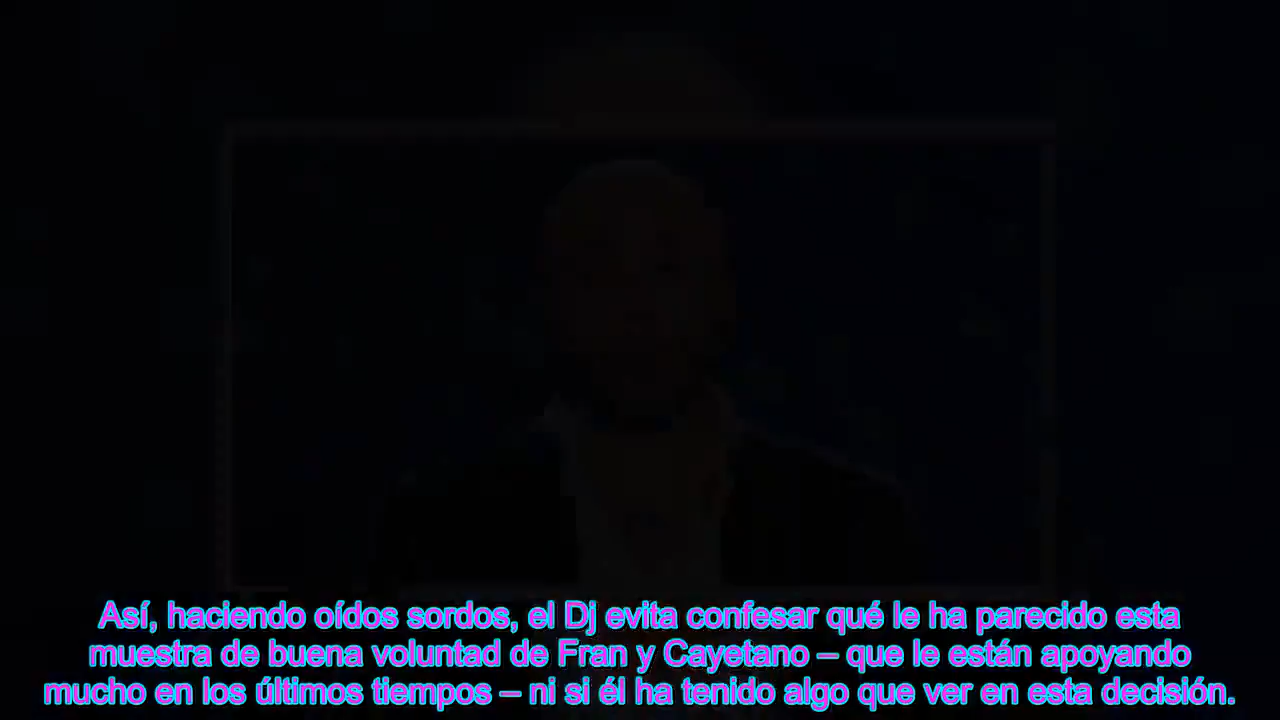 Así, haciendo oídos sordos, el Dj evita confesar qué le ha parecido esta
muestra de buena voluntad de Fran y Cayetano – que le están apoyando
mucho en los últimos tiempos – ni si él ha tenido algo que ver en esta decisión.